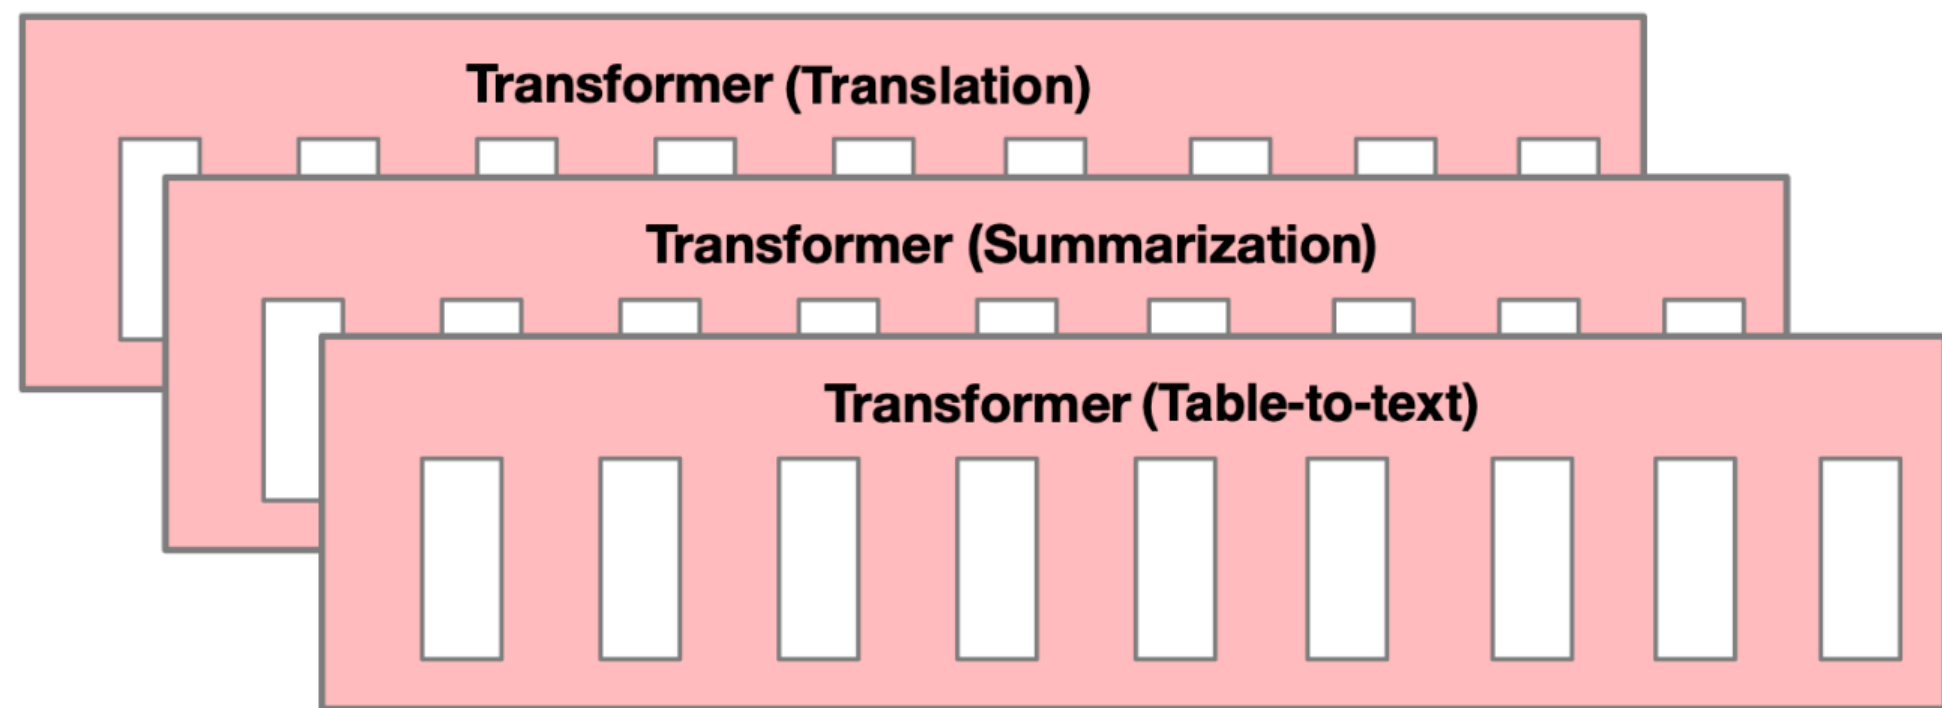 Transformer (Translation)
Transformer (Summarization)
Transformer (Table-to-text)